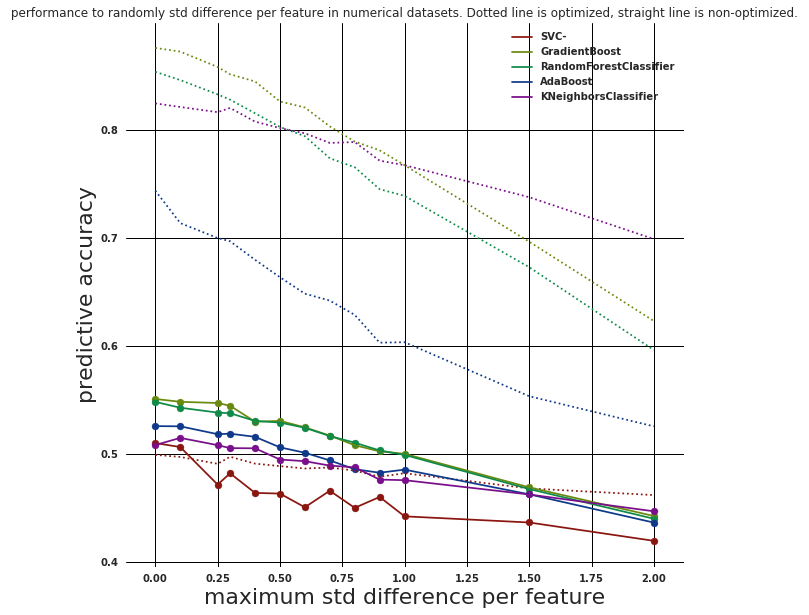 performance to randomly std difference per feature in numerical datasets. Dotted line is optimized, straight line is non-optimized.
SVC-
GradientBoost
RandomForestClassifier
AdaBoost
KNeighborsClassifier
predictive accuracy
0.8
0.7
0.6
0.5
0.4
0.00 0.25 0.50 0.75 1.00 1.25 1.50 1.75 2.00
maximum std difference per feature